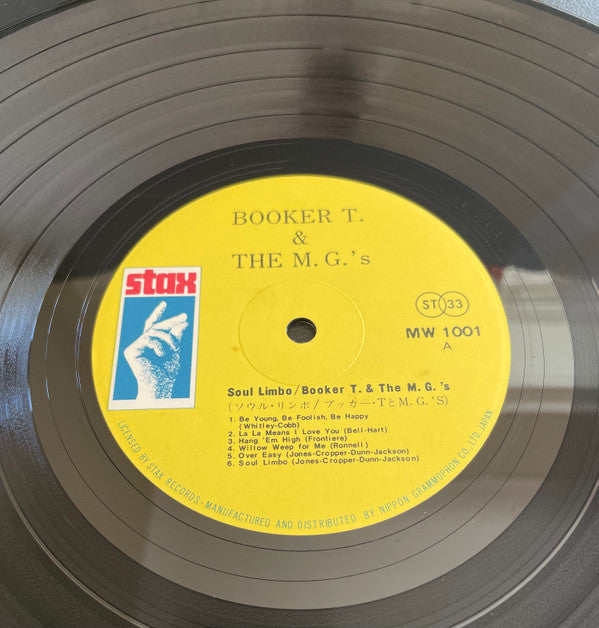 BOOKER T.
&
THE M.G.'s
stax
ST 33
MW 1001
A
Soul Limbo/Booker T. & The M.G.'s
(ソウル・リンボ/ブッカー・TとM.G.'S)
1. Be Young, Be Foolish, Be Happy
(Whitley-Cobb)
2. La La Means I Love You (Bell-Hart)
3. Hang 'Em High (Frontiere)
4. Willow Weep for Me (Ronnell)
5. Over Easy (Jones-Cropper-Dunn-Jackson)
6. Soul Limbo (Jones-Cropper-Dunn-Jackson)
LICENSED BY STAX RECORDS・MANUFACTURED AND DISTRIBUTED BY NIPPON GRAMMOPHON CO. LTD. JAPAN